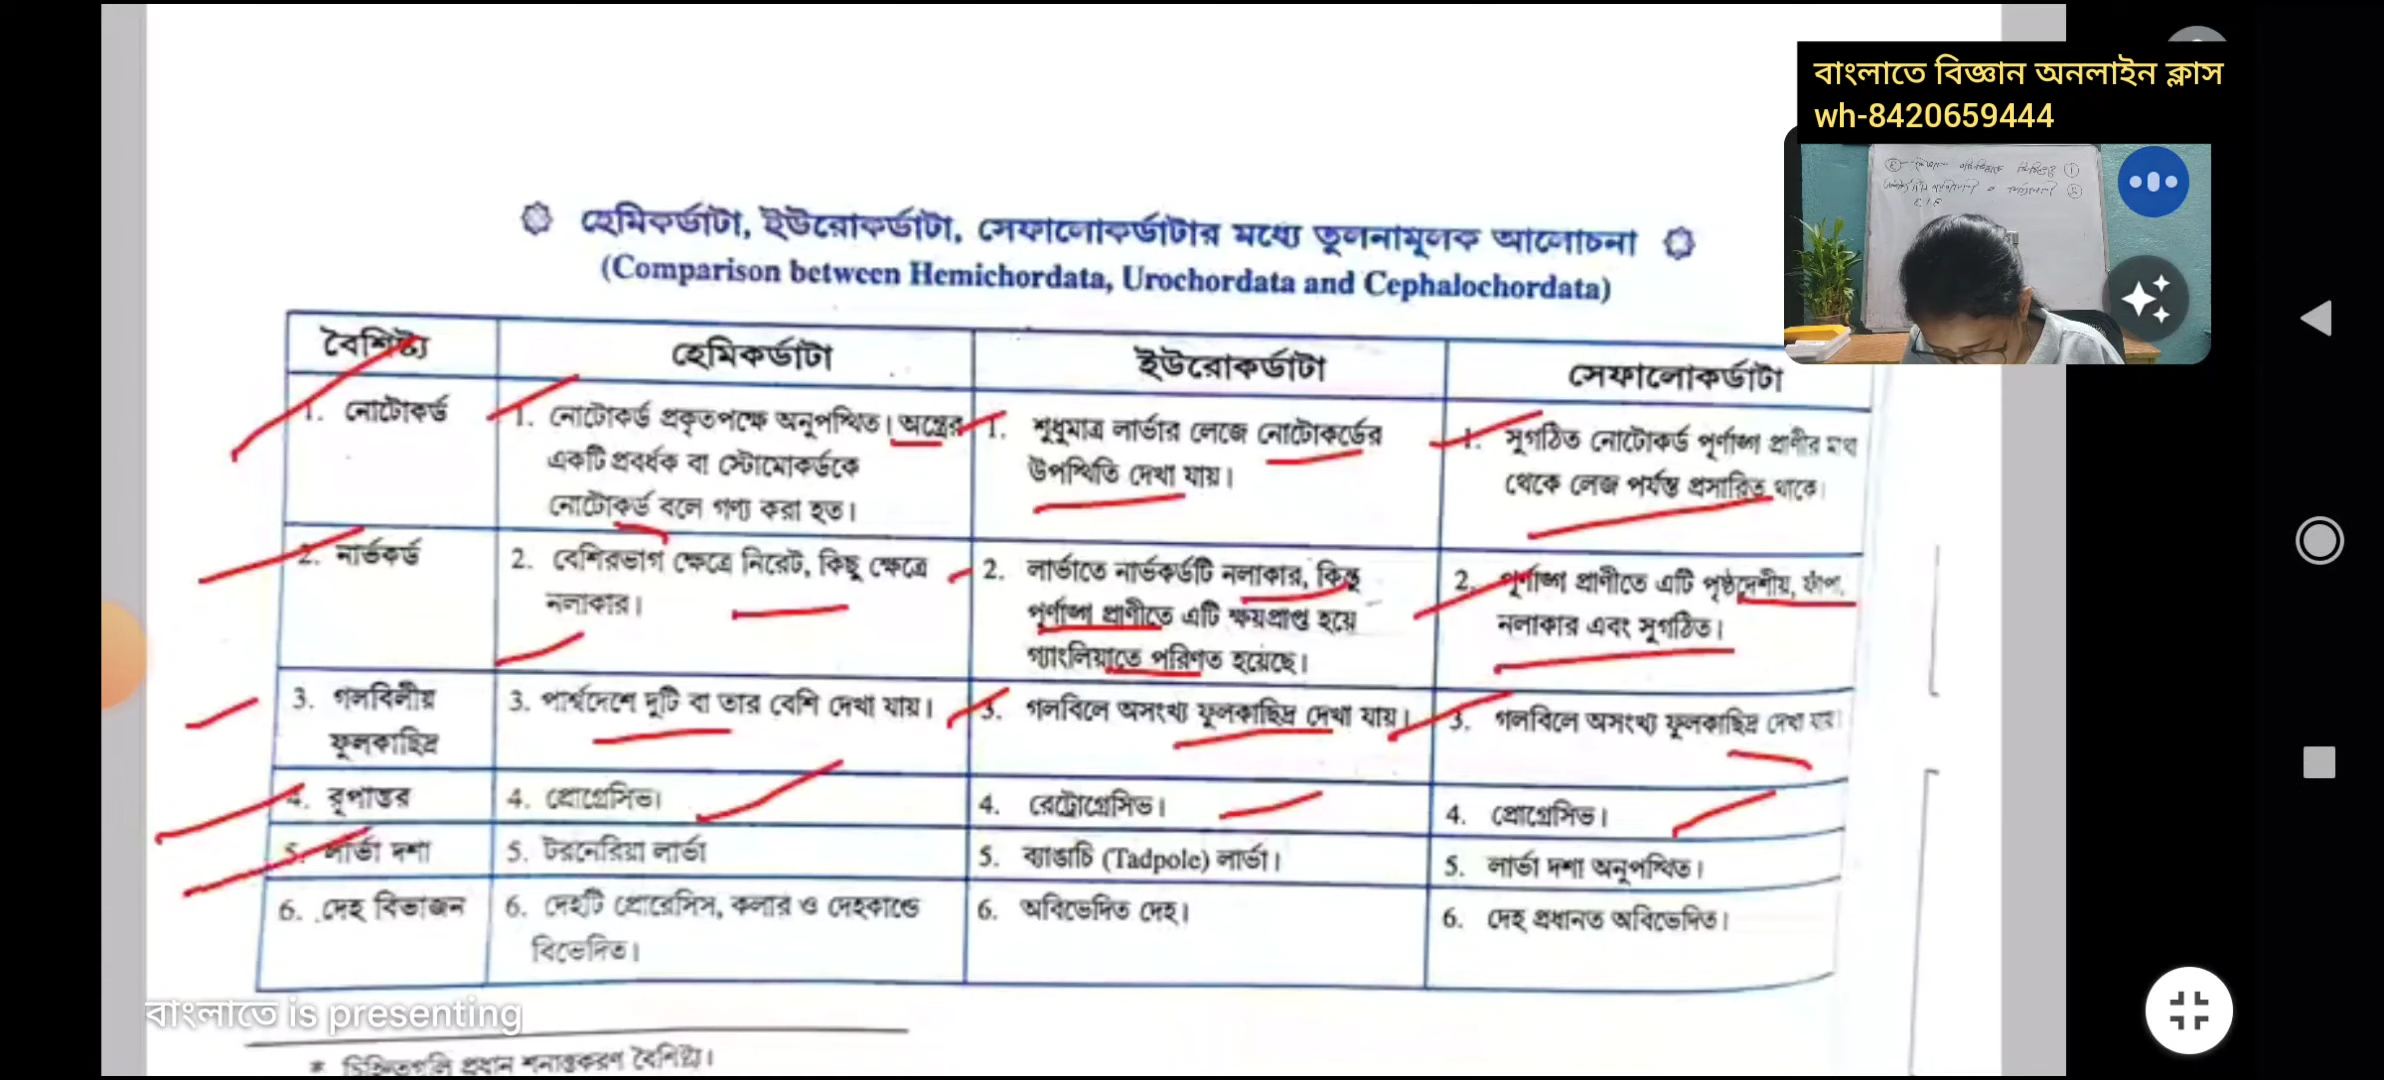 বাংলাতে বিজ্ঞান অনলাইন ক্লাস
wh-8420659444
হেমিকর্ডাটা, ইউরোকর্ডাটা, সেফালোকর্ডাটার মধ্যে তুলনামূলক আলোচনা
(Comparison between Hemichordata, Urochordata and Cephalochordata)
বৈশিষ্ট্য
হেমিকর্ডাটা
ইউরোকর্ডাটা
সেফালোকর্ডাটা
1. নোটোকর্ড
1. নোটোকর্ড প্রকৃতপক্ষে অনুপস্থিত। অন্ত্রের
একটি প্রবর্ধক বা স্টোমোকর্ডকে
নোটোকর্ড বলে গণ্য করা হত।
1. শুধুমাত্র লার্ভার লেজে নোটোকর্ডের
উপস্থিতি দেখা যায়।
1. সুগঠিত নোটোকর্ড পূর্ণাঙ্গ প্রাণীর মাথা
থেকে লেজ পর্যন্ত প্রসারিত থাকে।
2. নার্ভকর্ড
2. বেশিরভাগ ক্ষেত্রে নিরেট, কিছু ক্ষেত্রে
নলাকার।
2. লার্ভাতে নার্ভকর্ডটি নলাকার, কিন্তু
পূর্ণাঙ্গ প্রাণীতে এটি ক্ষয়প্রাপ্ত হয়ে
গ্যাংলিয়াতে পরিণত হয়েছে।
2. পূর্ণাঙ্গ প্রাণীতে এটি পৃষ্ঠদেশীয়, ফাঁপা,
নলাকার এবং সুগঠিত।
3. গলবিলীয়
ফুলকাছিদ্র
3. পার্শ্বদেশে দুটি বা তার বেশি দেখা যায়।
3. গলবিলে অসংখ্য ফুলকাছিদ্র দেখা যায়।
3. গলবিলে অসংখ্য ফুলকাছিদ্র দেখা যায়।
4. রূপান্তর
4. প্রোগ্রেসিভ।
4. রেট্রোগ্রেসিভ।
4. প্রোগ্রেসিভ।
5. লার্ভা দশা
5. টরনেরিয়া লার্ভা
5. ব্যাঙাচি (Tadpole) লার্ভা।
5. লার্ভা দশা অনুপস্থিত।
6. দেহ বিভাজন
6. দেহটি প্রোবোসিস, কলার ও দেহকান্ডে
বিভেদিত।
6. অবিভেদিত দেহ।
6. দেহ প্রধানত অবিভেদিত।
বাংলাতে is presenting
* চিহ্নিতগুলি প্রধান শনাক্তকরণ বৈশিষ্ট্য।